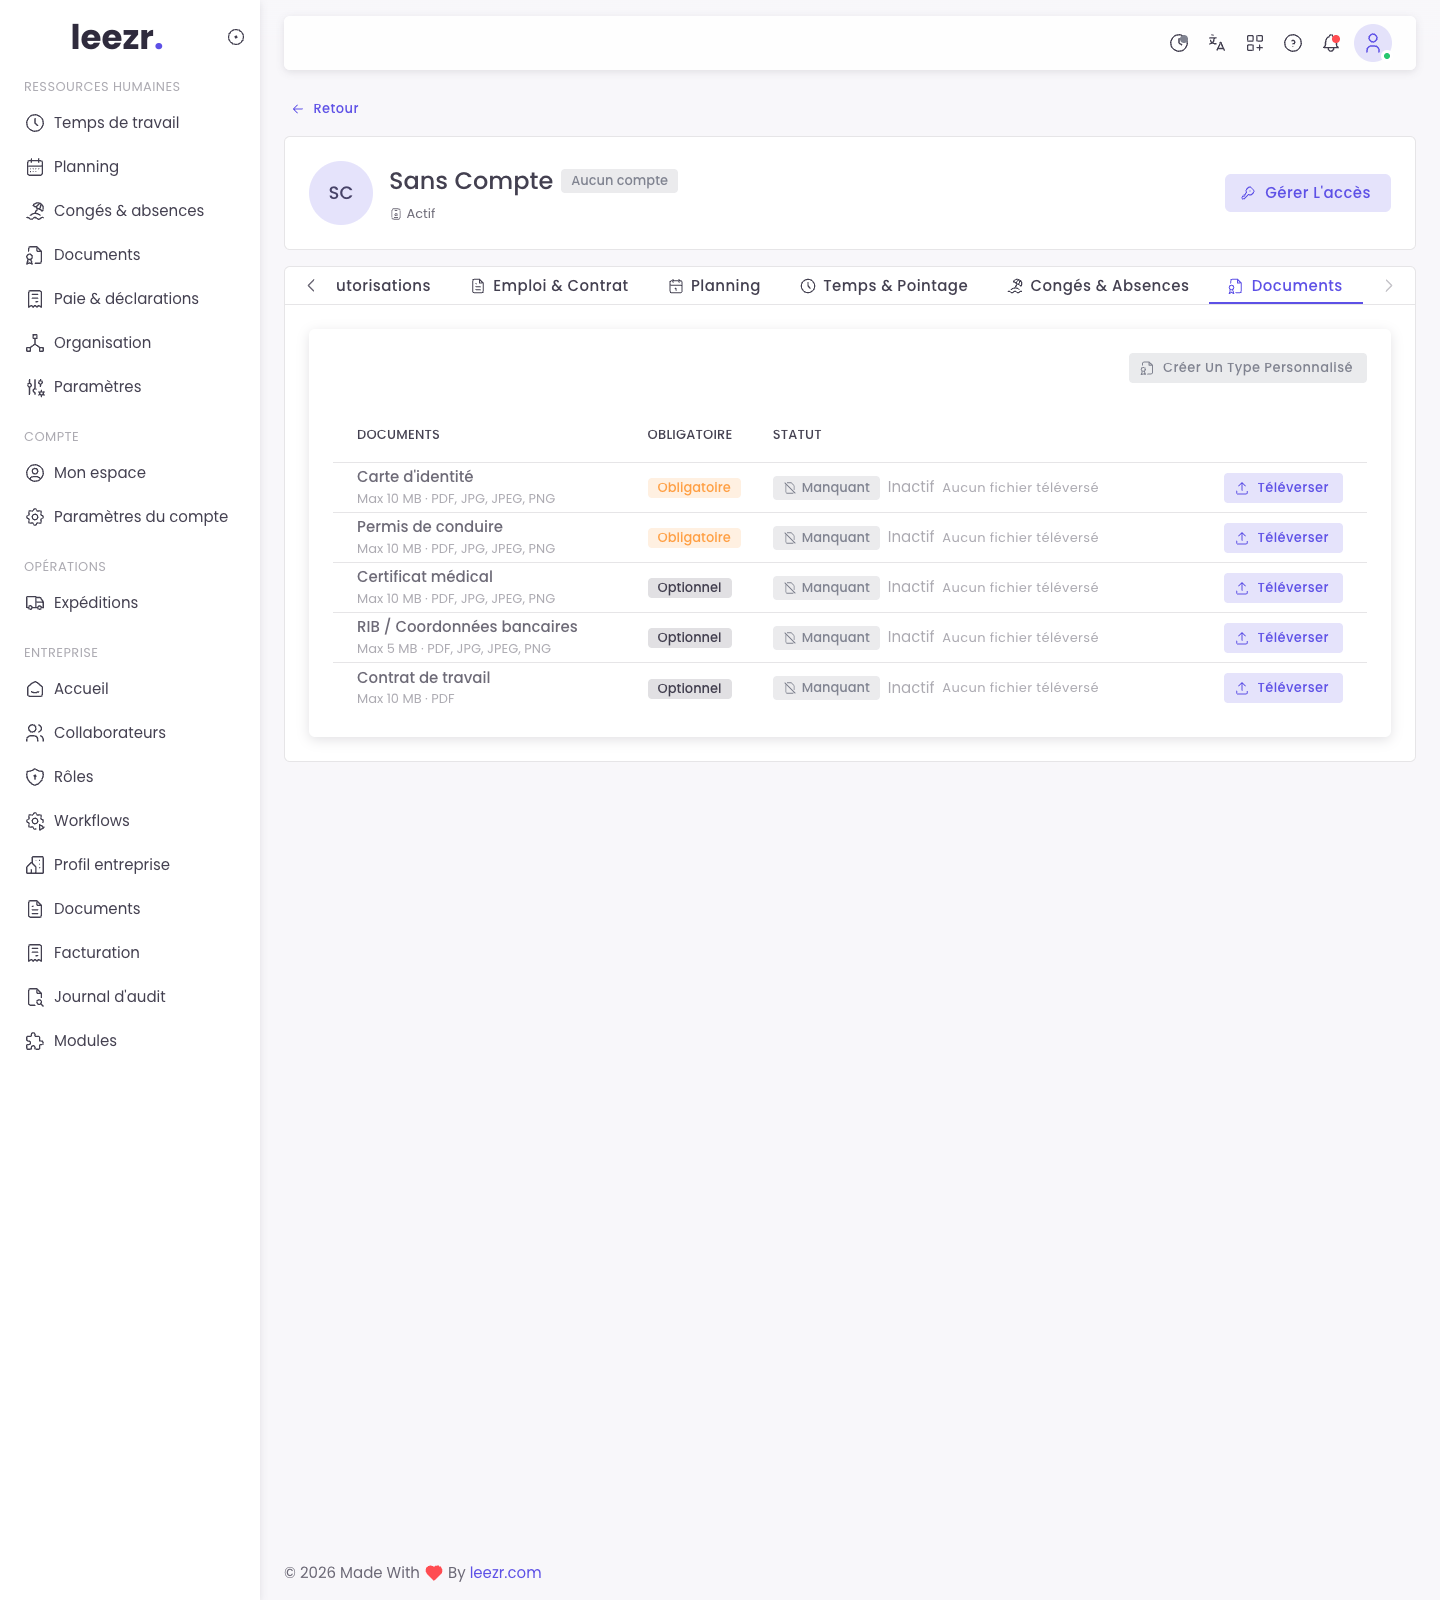 leezr.
RESSOURCES HUMAINES
Temps de travail
Planning
Congés & absences
Documents
Paie & déclarations
Organisation
Paramètres
COMPTE
Mon espace
Paramètres du compte
OPÉRATIONS
Expéditions
ENTREPRISE
Accueil
Collaborateurs
Rôles
Workflows
Profil entreprise
Documents
Facturation
Journal d'audit
Modules
Retour
SC
Sans Compte Aucun compte
Actif
Gérer L'accès
utorisations Emploi & Contrat Planning Temps & Pointage Congés & Absences Documents
Créer Un Type Personnalisé
DOCUMENTS OBLIGATOIRE STATUT
Carte d'identité
Max 10 MB · PDF, JPG, JPEG, PNG
Obligatoire Manquant Inactif Aucun fichier téléversé Téléverser
Permis de conduire
Max 10 MB · PDF, JPG, JPEG, PNG
Obligatoire Manquant Inactif Aucun fichier téléversé Téléverser
Certificat médical
Max 10 MB · PDF, JPG, JPEG, PNG
Optionnel Manquant Inactif Aucun fichier téléversé Téléverser
RIB / Coordonnées bancaires
Max 5 MB · PDF, JPG, JPEG, PNG
Optionnel Manquant Inactif Aucun fichier téléversé Téléverser
Contrat de travail
Max 10 MB · PDF
Optionnel Manquant Inactif Aucun fichier téléversé Téléverser
© 2026 Made With By leezr.com